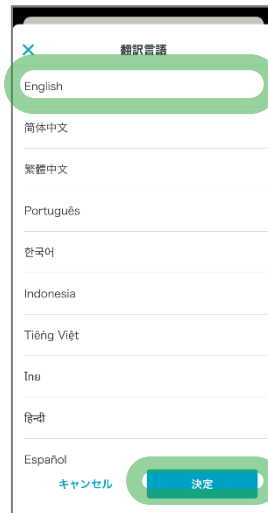 翻訳言語
English
简体中文
繁體中文
Português
한국어
Indonesia
Tiếng Việt
ไทย
हिन्दी
Español
キャンセル
決定